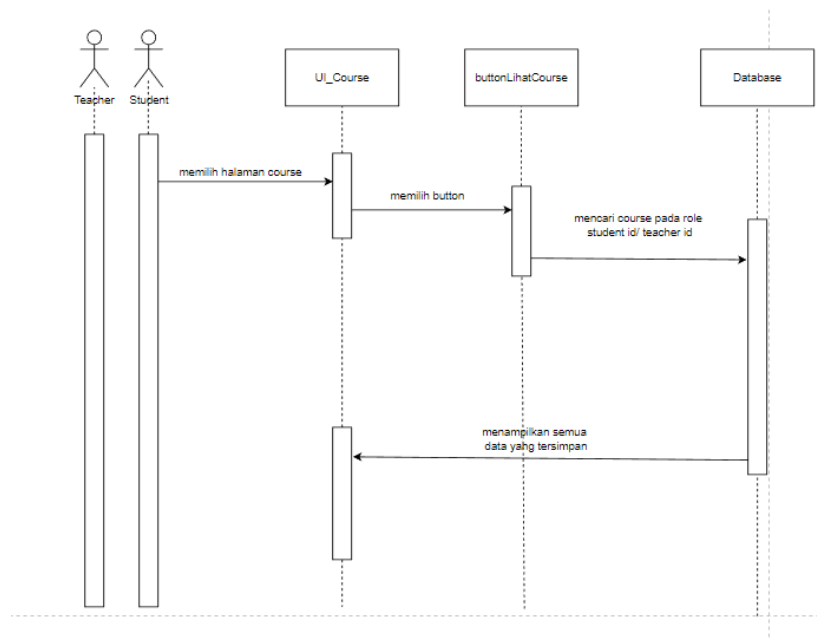 Teacher
Student
UI_Course
buttonLihatCourse
Database
memilih halaman course
memilih button
mencari course pada role
student id/ teacher id
menampilkan semua
data yang tersimpan